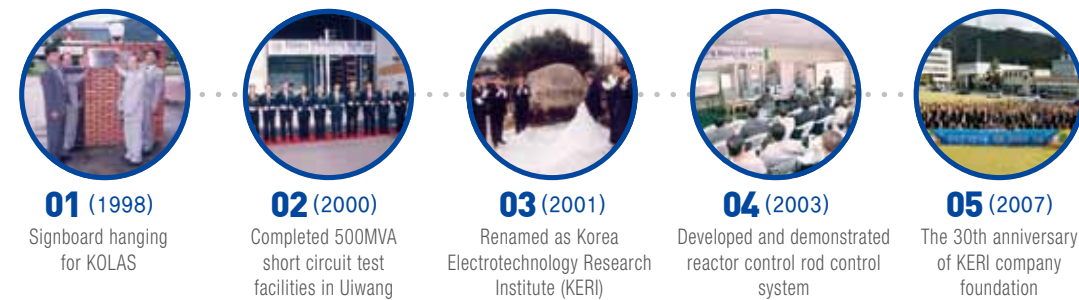 01 (1998)
Signboard hanging
for KOLAS
02 (2000)
Completed 500MVA
short circuit test
facilities in Uiwang
03 (2001)
Renamed as Korea
Electrotechnology Research
Institute (KERI)
04 (2003)
Developed and demonstrated
reactor control rod control
system
05 (2007)
The 30th anniversary
of KERI company
foundation